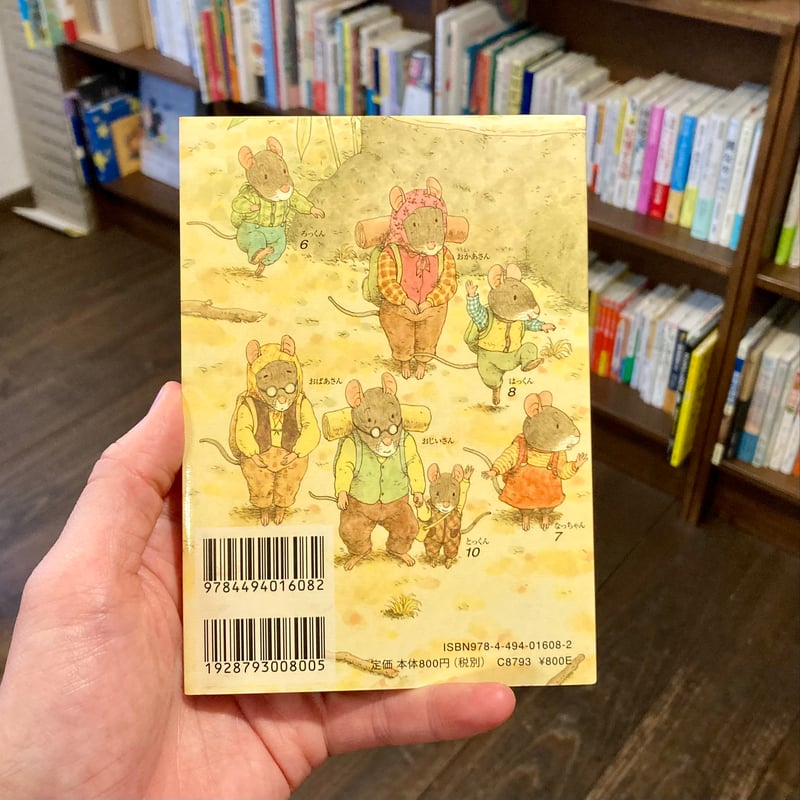 ろっくん
6
おかあさん
はっくん
8
おばあさん
おじいさん
とっくん
10
なっちゃん
7
9784494016082
1928793008005
ISBN978-4-494-01608-2
定価 本体800円(税別) C8793 ¥800E